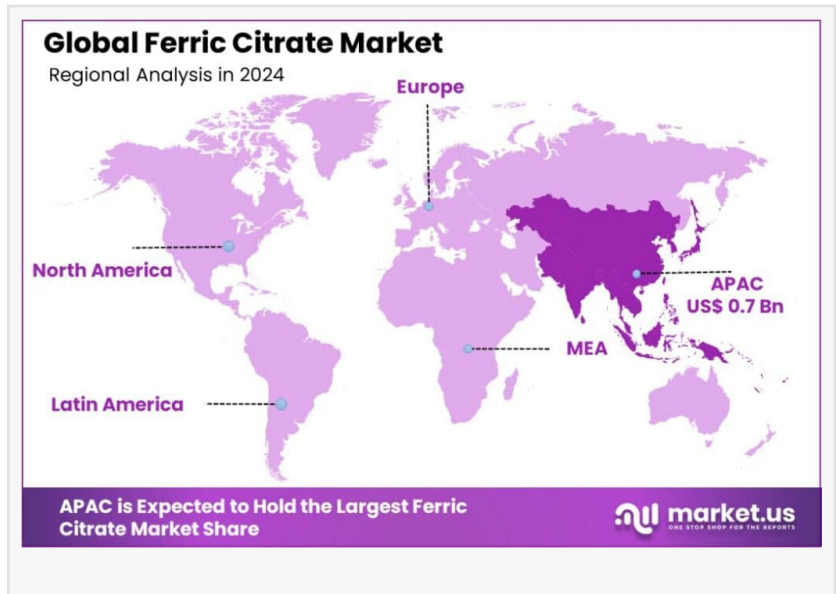 Global Ferric Citrate Market
Regional Analysis in 2024
Europe
North America
APAC
US$ 0.7 Bn
MEA
Latin America
APAC is Expected to Hold the Largest Ferric
Citrate Market Share
market.us
ONE STOP SHOP FOR THE REPORTS